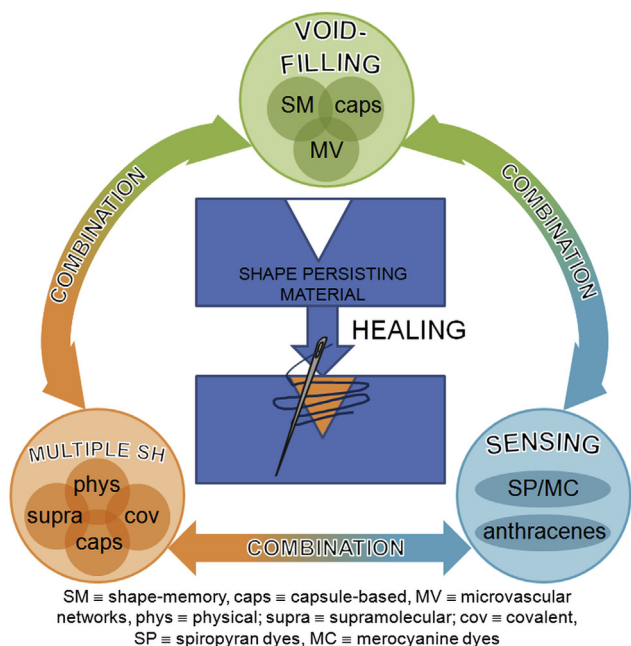 VOID-
FILLING
SM caps
MV
COMBINATION
COMBINATION
SHAPE PERSISTING
MATERIAL
HEALING
MULTIPLE SH
phys
supra cov
caps
SENSING
SP/MC
anthracenes
COMBINATION
SM ≡ shape-memory, caps ≡ capsule-based, MV ≡ microvascular
networks, phys ≡ physical; supra ≡ supramolecular; cov ≡ covalent,
SP ≡ spiropyran dyes, MC ≡ merocyanine dyes